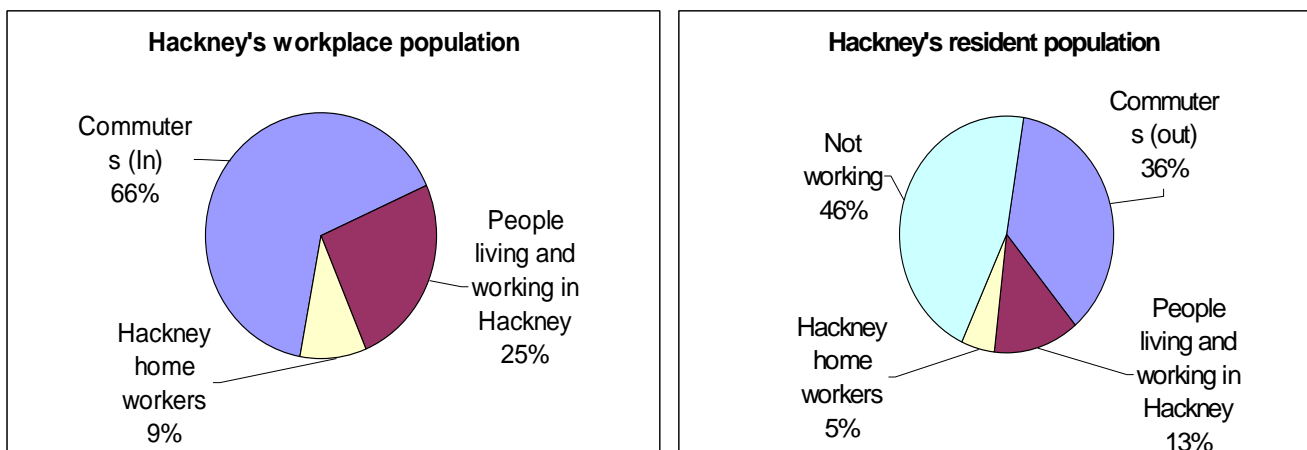 Hackney's workplace population
Commuter
s (In)
66%
People
living and
working in
Hackney
25%
Hackney
home
workers
9%
Hackney's resident population
Commuter
s (out)
36%
Not
working
46%
People
living and
working in
Hackney
13%
Hackney
home
workers
5%